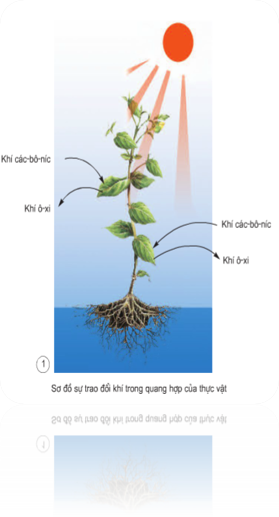 Khí các-bô-níc
Khí ô-xi
Khí các-bô-níc
Khí ô-xi
1
Sơ đồ sự trao đổi khí trong quang hợp của thực vật